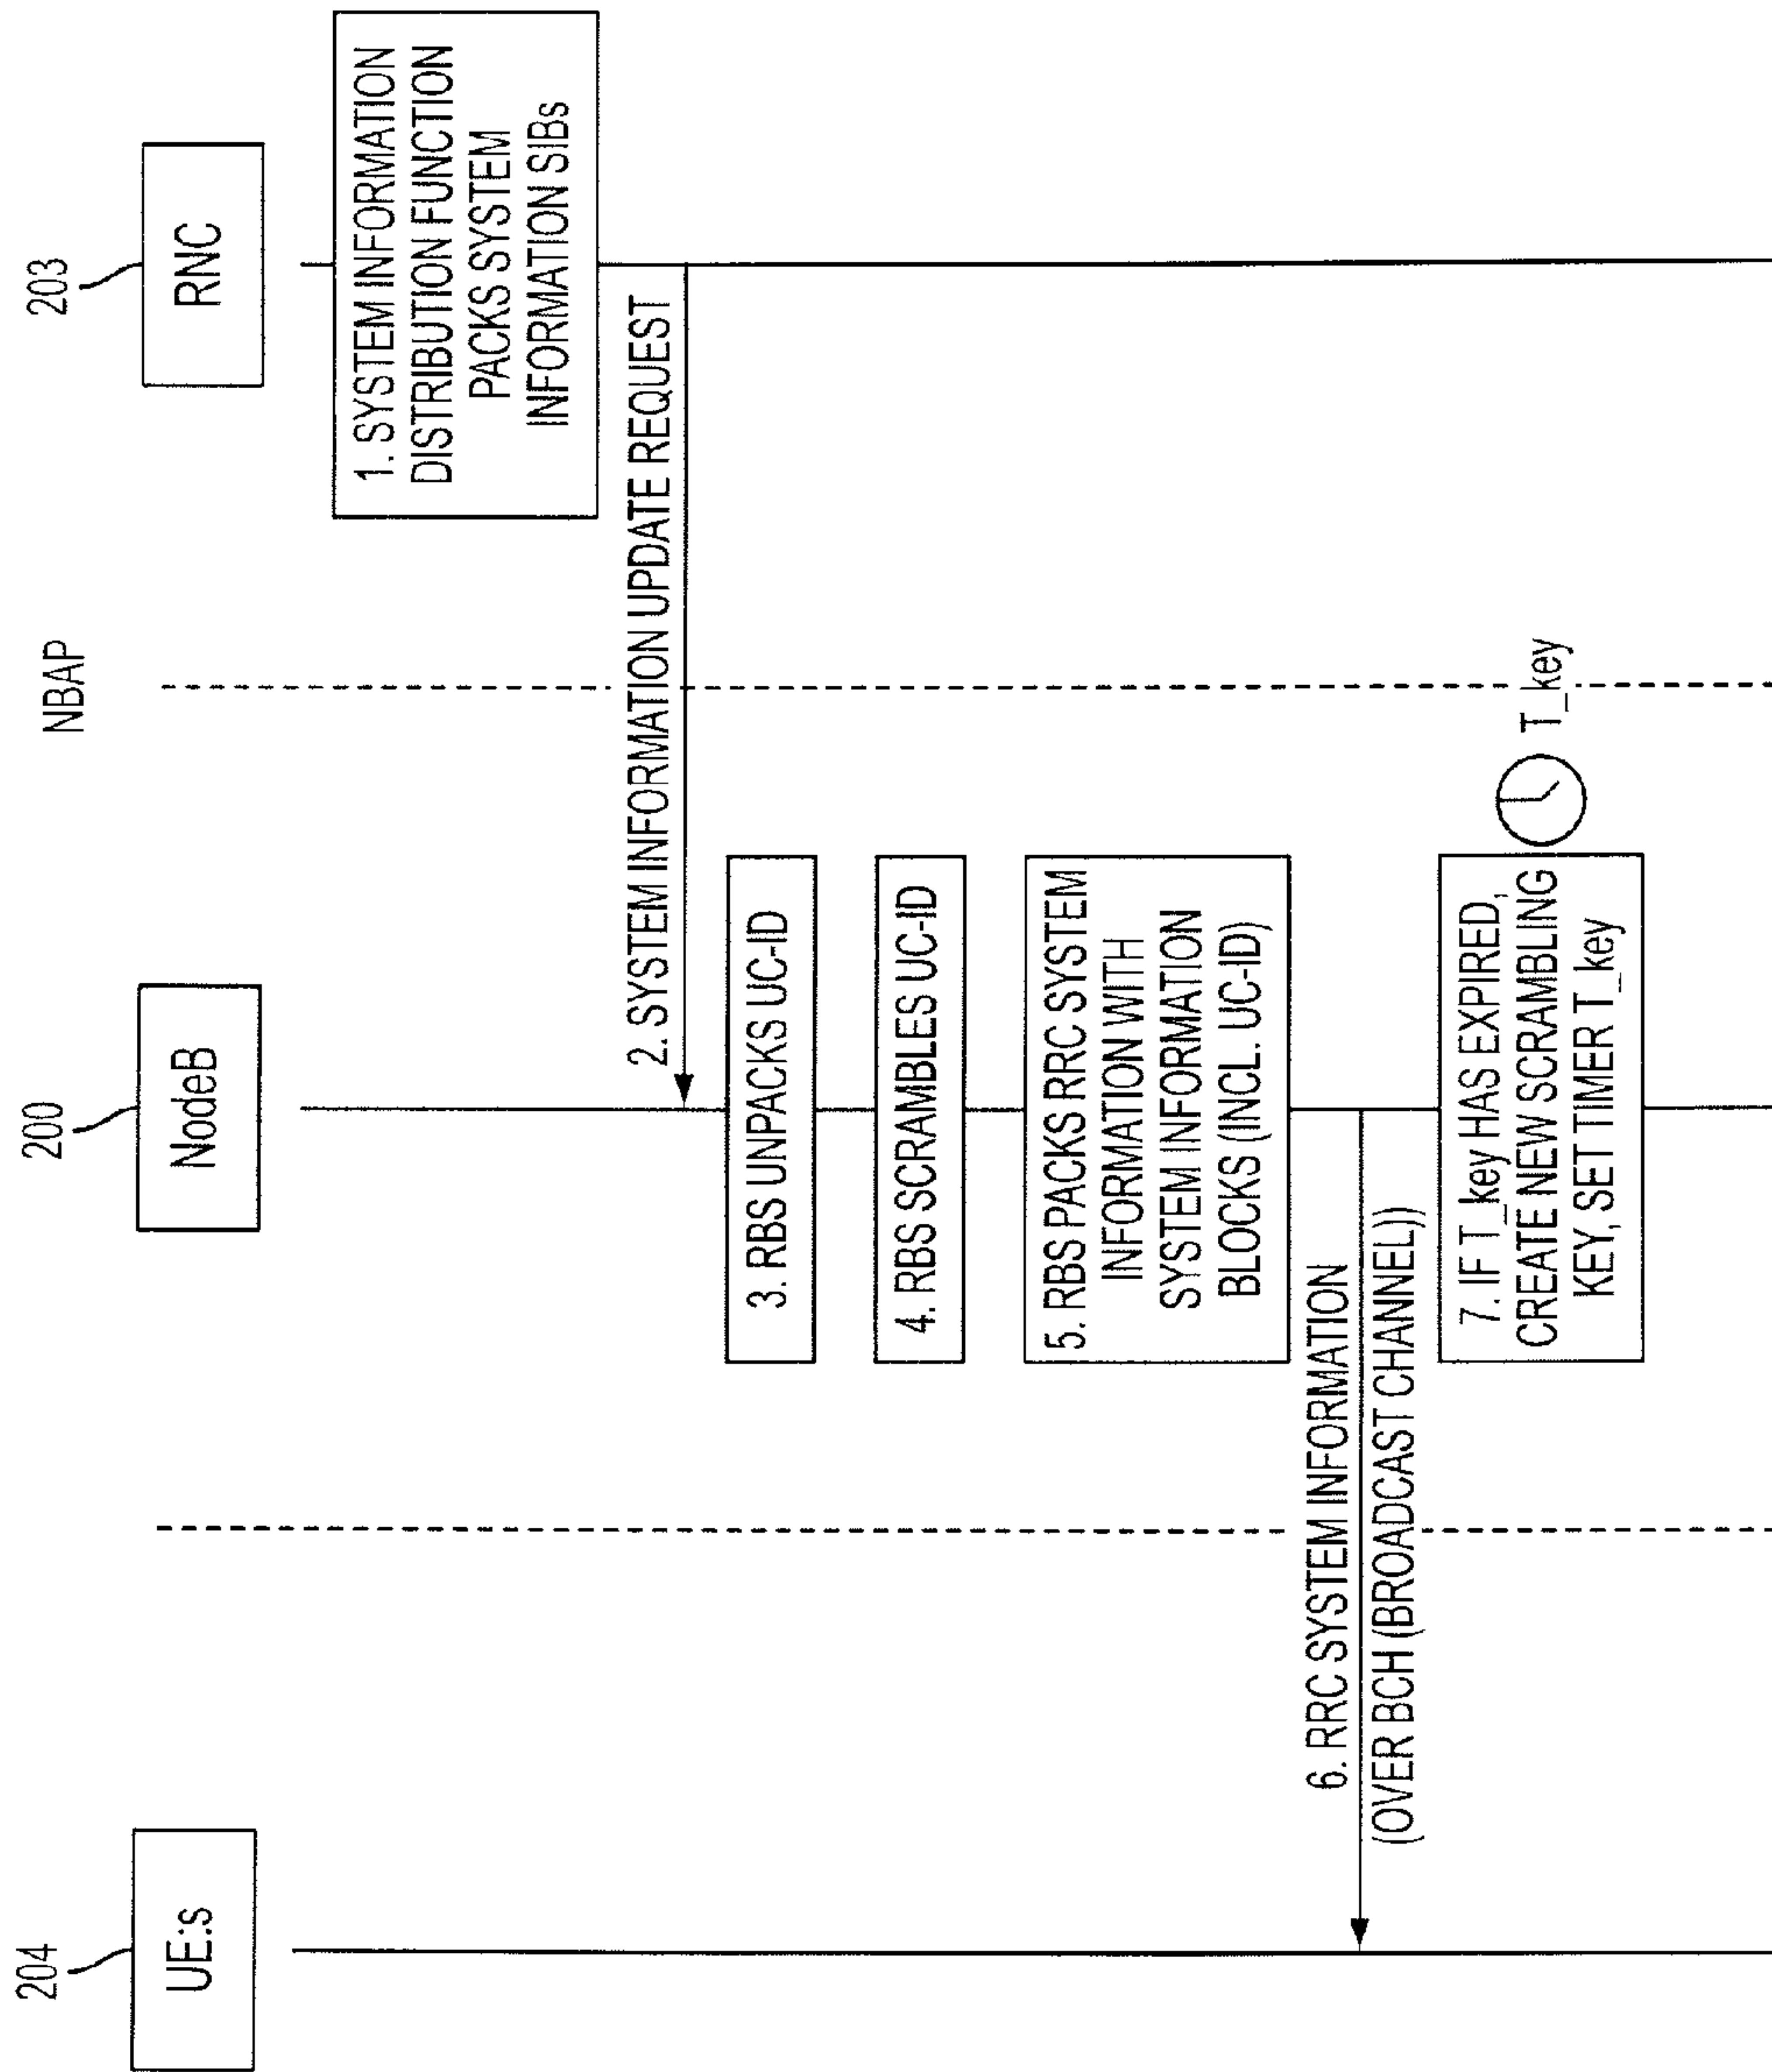 204
UE:s
200
NodeB
NBAP
203
RNC
1. SYSTEM INFORMATION
DISTRIBUTION FUNCTION
PACKS SYSTEM
INFORMATION SIBs
2. SYSTEM INFORMATION UPDATE REQUEST
3. RBS UNPACKS UC-ID
4. RBS SCRAMBLES UC-ID
5. RBS PACKS RRC SYSTEM
INFORMATION WITH
SYSTEM INFORMATION
BLOCKS (INCL. UC-ID)
6. RRC SYSTEM INFORMATION
(OVER BCH (BROADCAST CHANNEL))
7. IF T_key HAS EXPIRED,
CREATE NEW SCRAMBLING
KEY, SET TIMER T_key
T_key